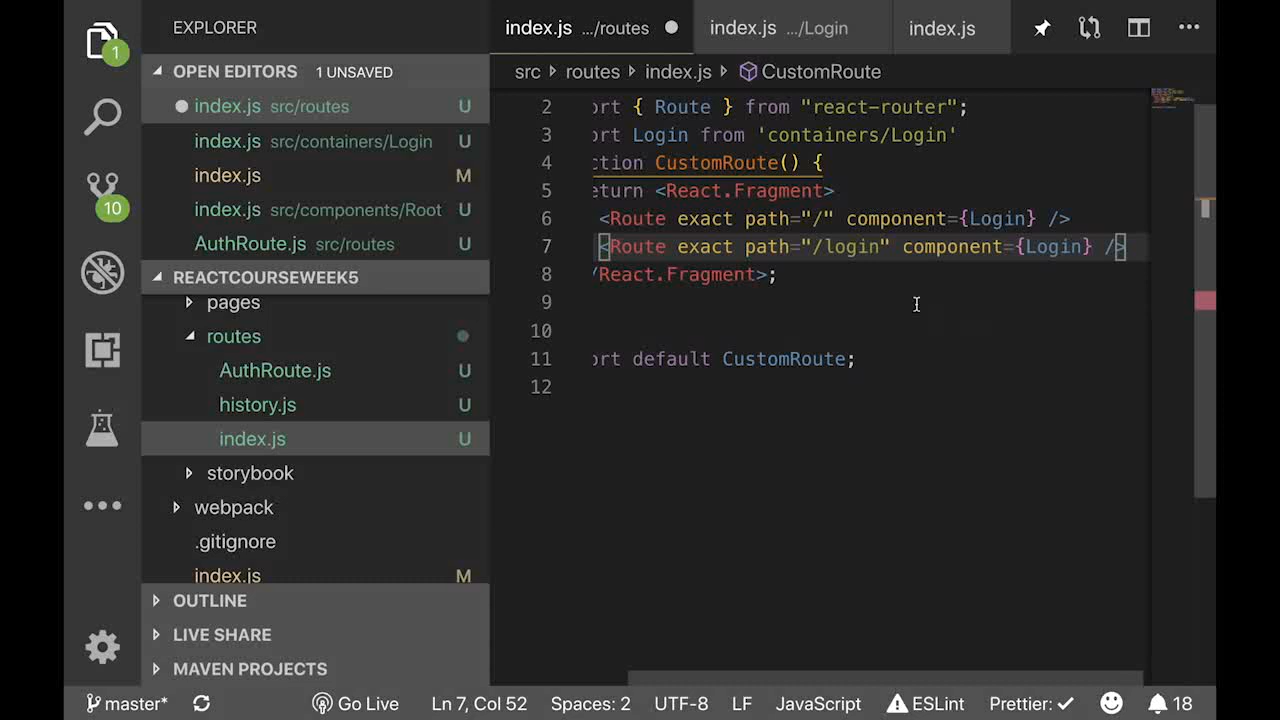 EXPLORER
index.js .../routes
index.js .../Login
index.js
OPEN EDITORS 1 UNSAVED
src routes index.js CustomRoute
index.js src/routes U
index.js src/containers/Login U
index.js M
index.js src/components/Root U
AuthRoute.js src/routes U
REACTCOURSEWEEK5
pages
routes
AuthRoute.js U
history.js U
index.js U
storybook
webpack
.gitignore
index.js M
OUTLINE
LIVE SHARE
MAVEN PROJECTS
1
10
2 ort { Route } from "react-router";
3 ort Login from 'containers/Login'
4 ction CustomRoute() {
5 eturn <React.Fragment>
6 <Route exact path="/" component={Login} />
7 <Route exact path="/login" component={Login} />
8 /React.Fragment>;
9
10
11 ort default CustomRoute;
12
master* Go Live Ln 7, Col 52 Spaces: 2 UTF-8 LF JavaScript ESLint Prettier: 18